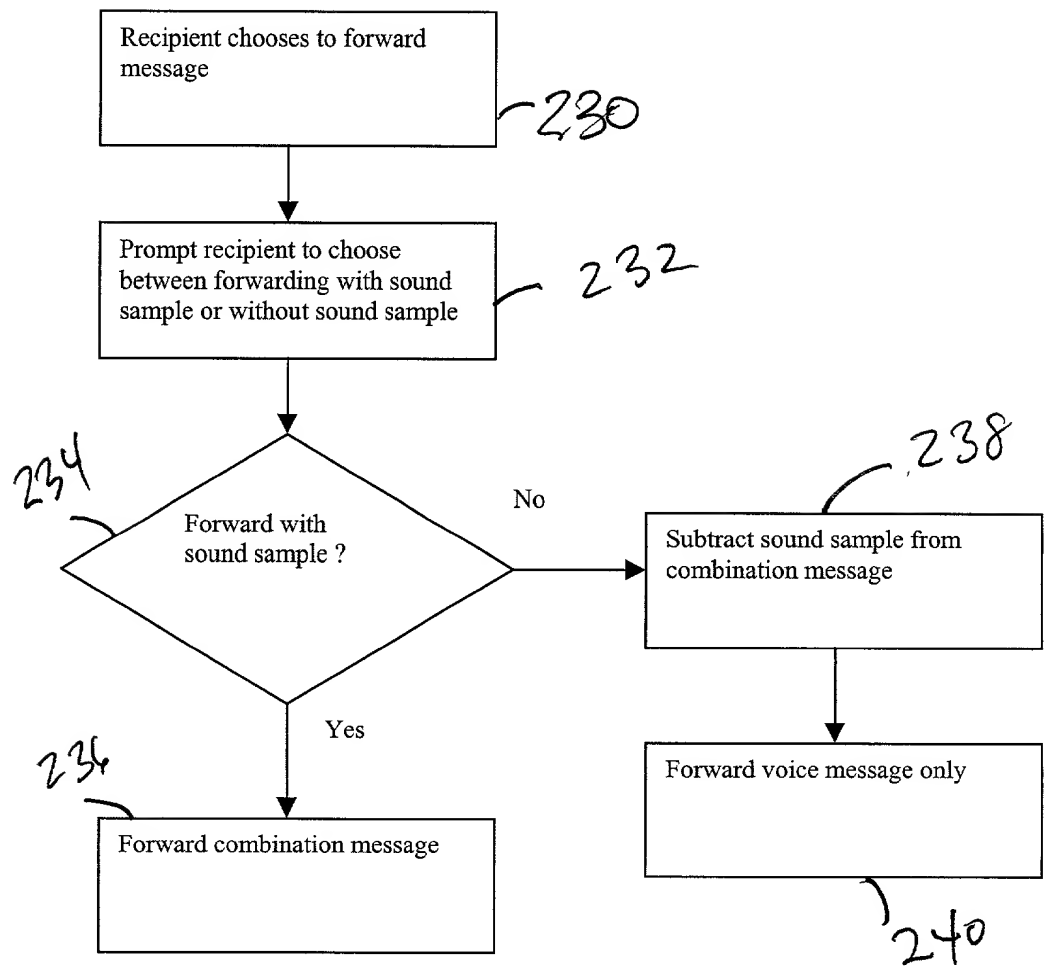 Recipient chooses to forward
message
230
Prompt recipient to choose
between forwarding with sound
sample or without sound sample
232
234
Forward with
sound sample ?
No
238
Subtract sound sample from
combination message
Yes
236
Forward combination message
Forward voice message only
240